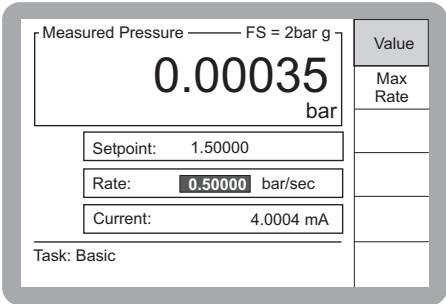 Measured Pressure FS = 2bar g
0.00035
bar
Setpoint: 1.50000
Rate: 0.50000 bar/sec
Current: 4.0004 mA
Task: Basic
Value
Max
Rate